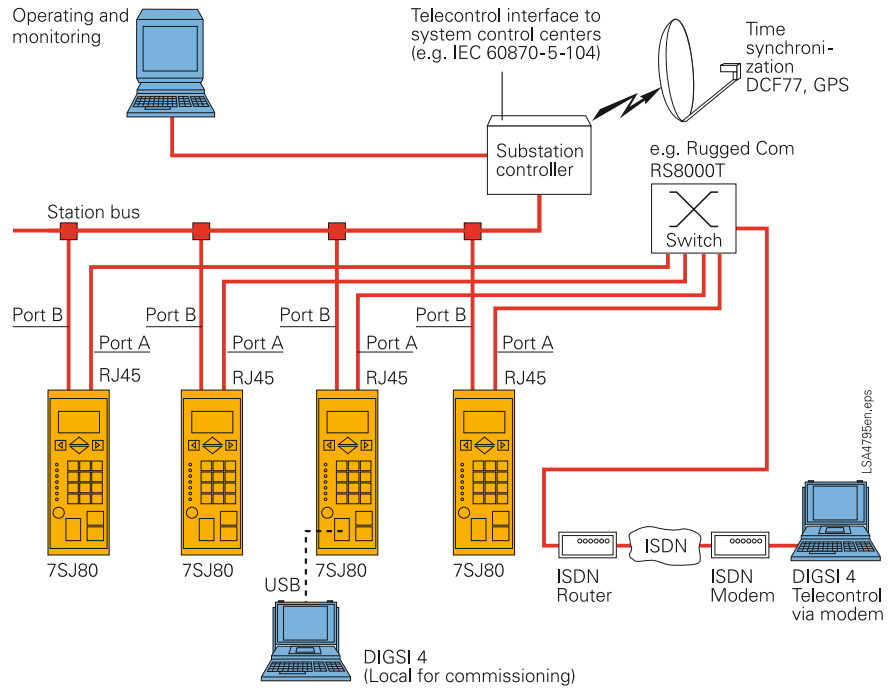 Operating and
monitoring
Telecontrol interface to
system control centers
(e.g. IEC 60870-5-104)
Time
synchroni-
zation
DCF77, GPS
Substation
controller
e.g. Rugged Com
RS8000T
Switch
Station bus
Port B
Port A
RJ45
Port B
Port A
RJ45
Port B
Port A
RJ45
Port B
Port A
RJ45
7SJ80
7SJ80
7SJ80
7SJ80
USB
DIGSI 4
(Local for commissioning)
ISDN
Router
ISDN
ISDN
Modem
DIGSI 4
Telecontrol
via modem
LSA4795en.eps